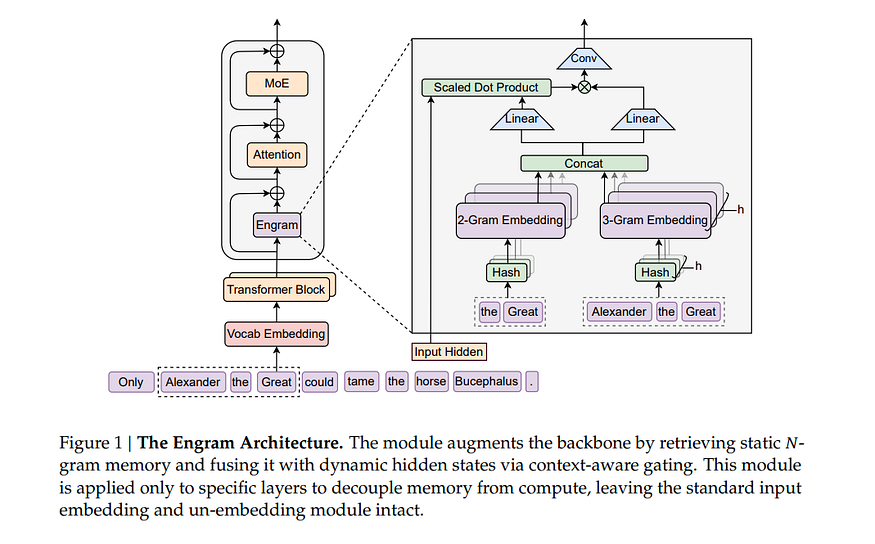 Conv
MoE
Scaled Dot Product
Linear
Linear
Attention
Concat
Engram
2-Gram Embedding
3-Gram Embedding
h
Hash
Hash
h
Transformer Block
the Great
Alexander the Great
Vocab Embedding
Input Hidden
Only Alexander the Great could tame the horse Bucephalus .
Figure 1 | The Engram Architecture. The module augments the backbone by retrieving static N-
gram memory and fusing it with dynamic hidden states via context-aware gating. This module
is applied only to specific layers to decouple memory from compute, leaving the standard input
embedding and un-embedding module intact.